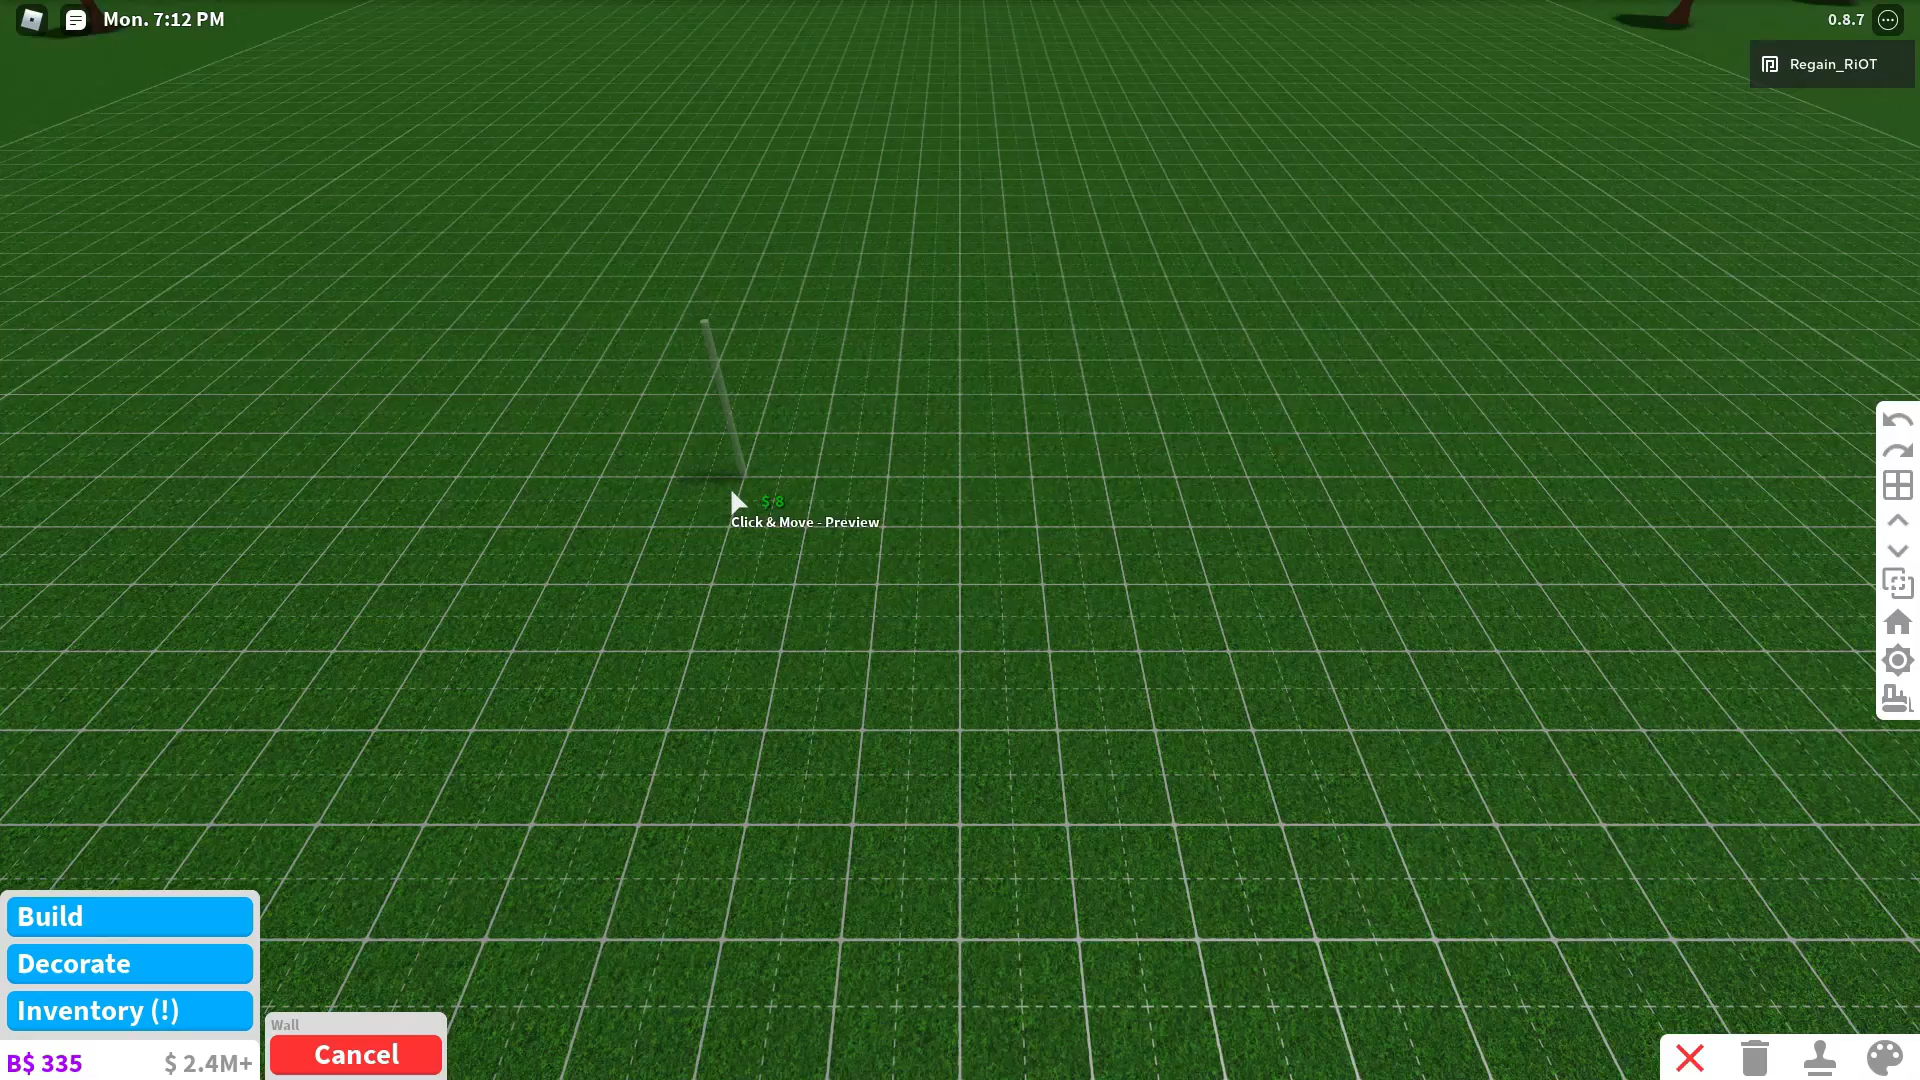 Mon. 7:12 PM
0.8.7
Regain_RiOT
$ 8
Click & Move - Preview
Build
Decorate
Inventory (!)
Wall
Cancel
B$ 335
$ 2.4M+